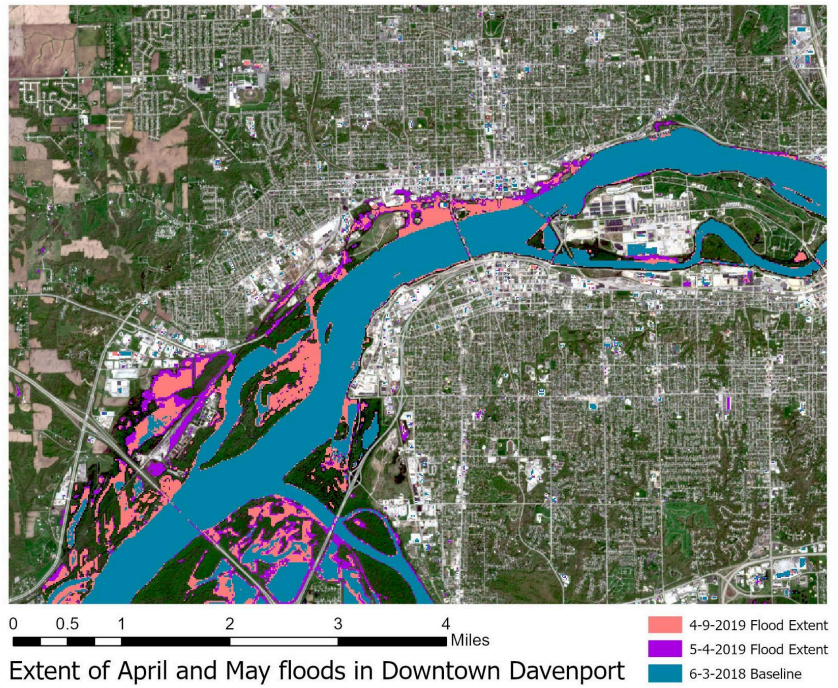 0 0.5 1 2 3 4
Miles
4-9-2019 Flood Extent
5-4-2019 Flood Extent
6-3-2018 Baseline
Extent of April and May floods in Downtown Davenport